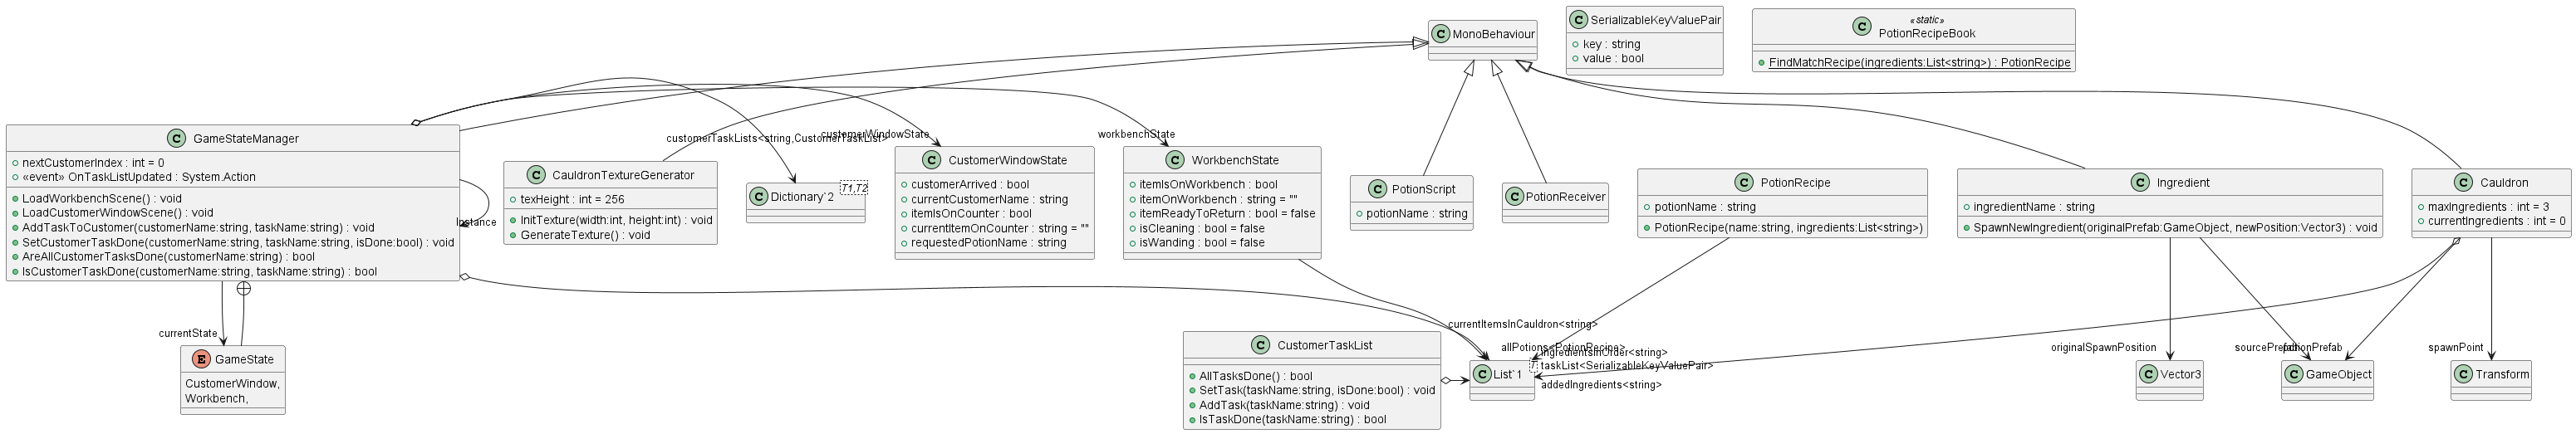 MonoBehaviour
SerializableKeyValuePair
key : string
value : bool
«static»
PotionRecipeBook
FindMatchRecipe(ingredients:List<string>) : PotionRecipe
GameStateManager
nextCustomerIndex : int = 0
«event» OnTaskListUpdated : System.Action
LoadWorkbenchScene() : void
LoadCustomerWindowScene() : void
AddTaskToCustomer(customerName:string, taskName:string) : void
SetCustomerTaskDone(customerName:string, taskName:string, isDone:bool) : void
AreAllCustomerTasksDone(customerName:string) : bool
IsCustomerTaskDone(customerName:string, taskName:string) : bool
Instance
customerTaskLists<string,CustomerTaskList>
customerWindowState
workbenchState
CauldronTextureGenerator
texHeight : int = 256
InitTexture(width:int, height:int) : void
GenerateTexture() : void
Dictionary`2
T1,T2
CustomerWindowState
customerArrived : bool
currentCustomerName : string
itemIsOnCounter : bool
currentItemOnCounter : string = ""
requestedPotionName : string
WorkbenchState
itemIsOnWorkbench : bool
itemOnWorkbench : string = ""
itemReadyToReturn : bool = false
isCleaning : bool = false
isWanding : bool = false
PotionScript
potionName : string
PotionReceiver
PotionRecipe
potionName : string
PotionRecipe(name:string, ingredients:List<string>)
Ingredient
ingredientName : string
SpawnNewIngredient(originalPrefab:GameObject, newPosition:Vector3) : void
Cauldron
maxIngredients : int = 3
currentIngredients : int = 0
currentState
GameState
CustomerWindow,
Workbench,
CustomerTaskList
AllTasksDone() : bool
SetTask(taskName:string, isDone:bool) : void
AddTask(taskName:string) : void
IsTaskDone(taskName:string) : bool
currentItemsInCauldron<string>
allPotions<PotionRecipe>
ingredientsInOrder<string>
taskList<SerializableKeyValuePair>
addedIngredients<string>
List`1
T
originalSpawnPosition
Vector3
sourcePrefab
potionPrefab
GameObject
spawnPoint
Transform